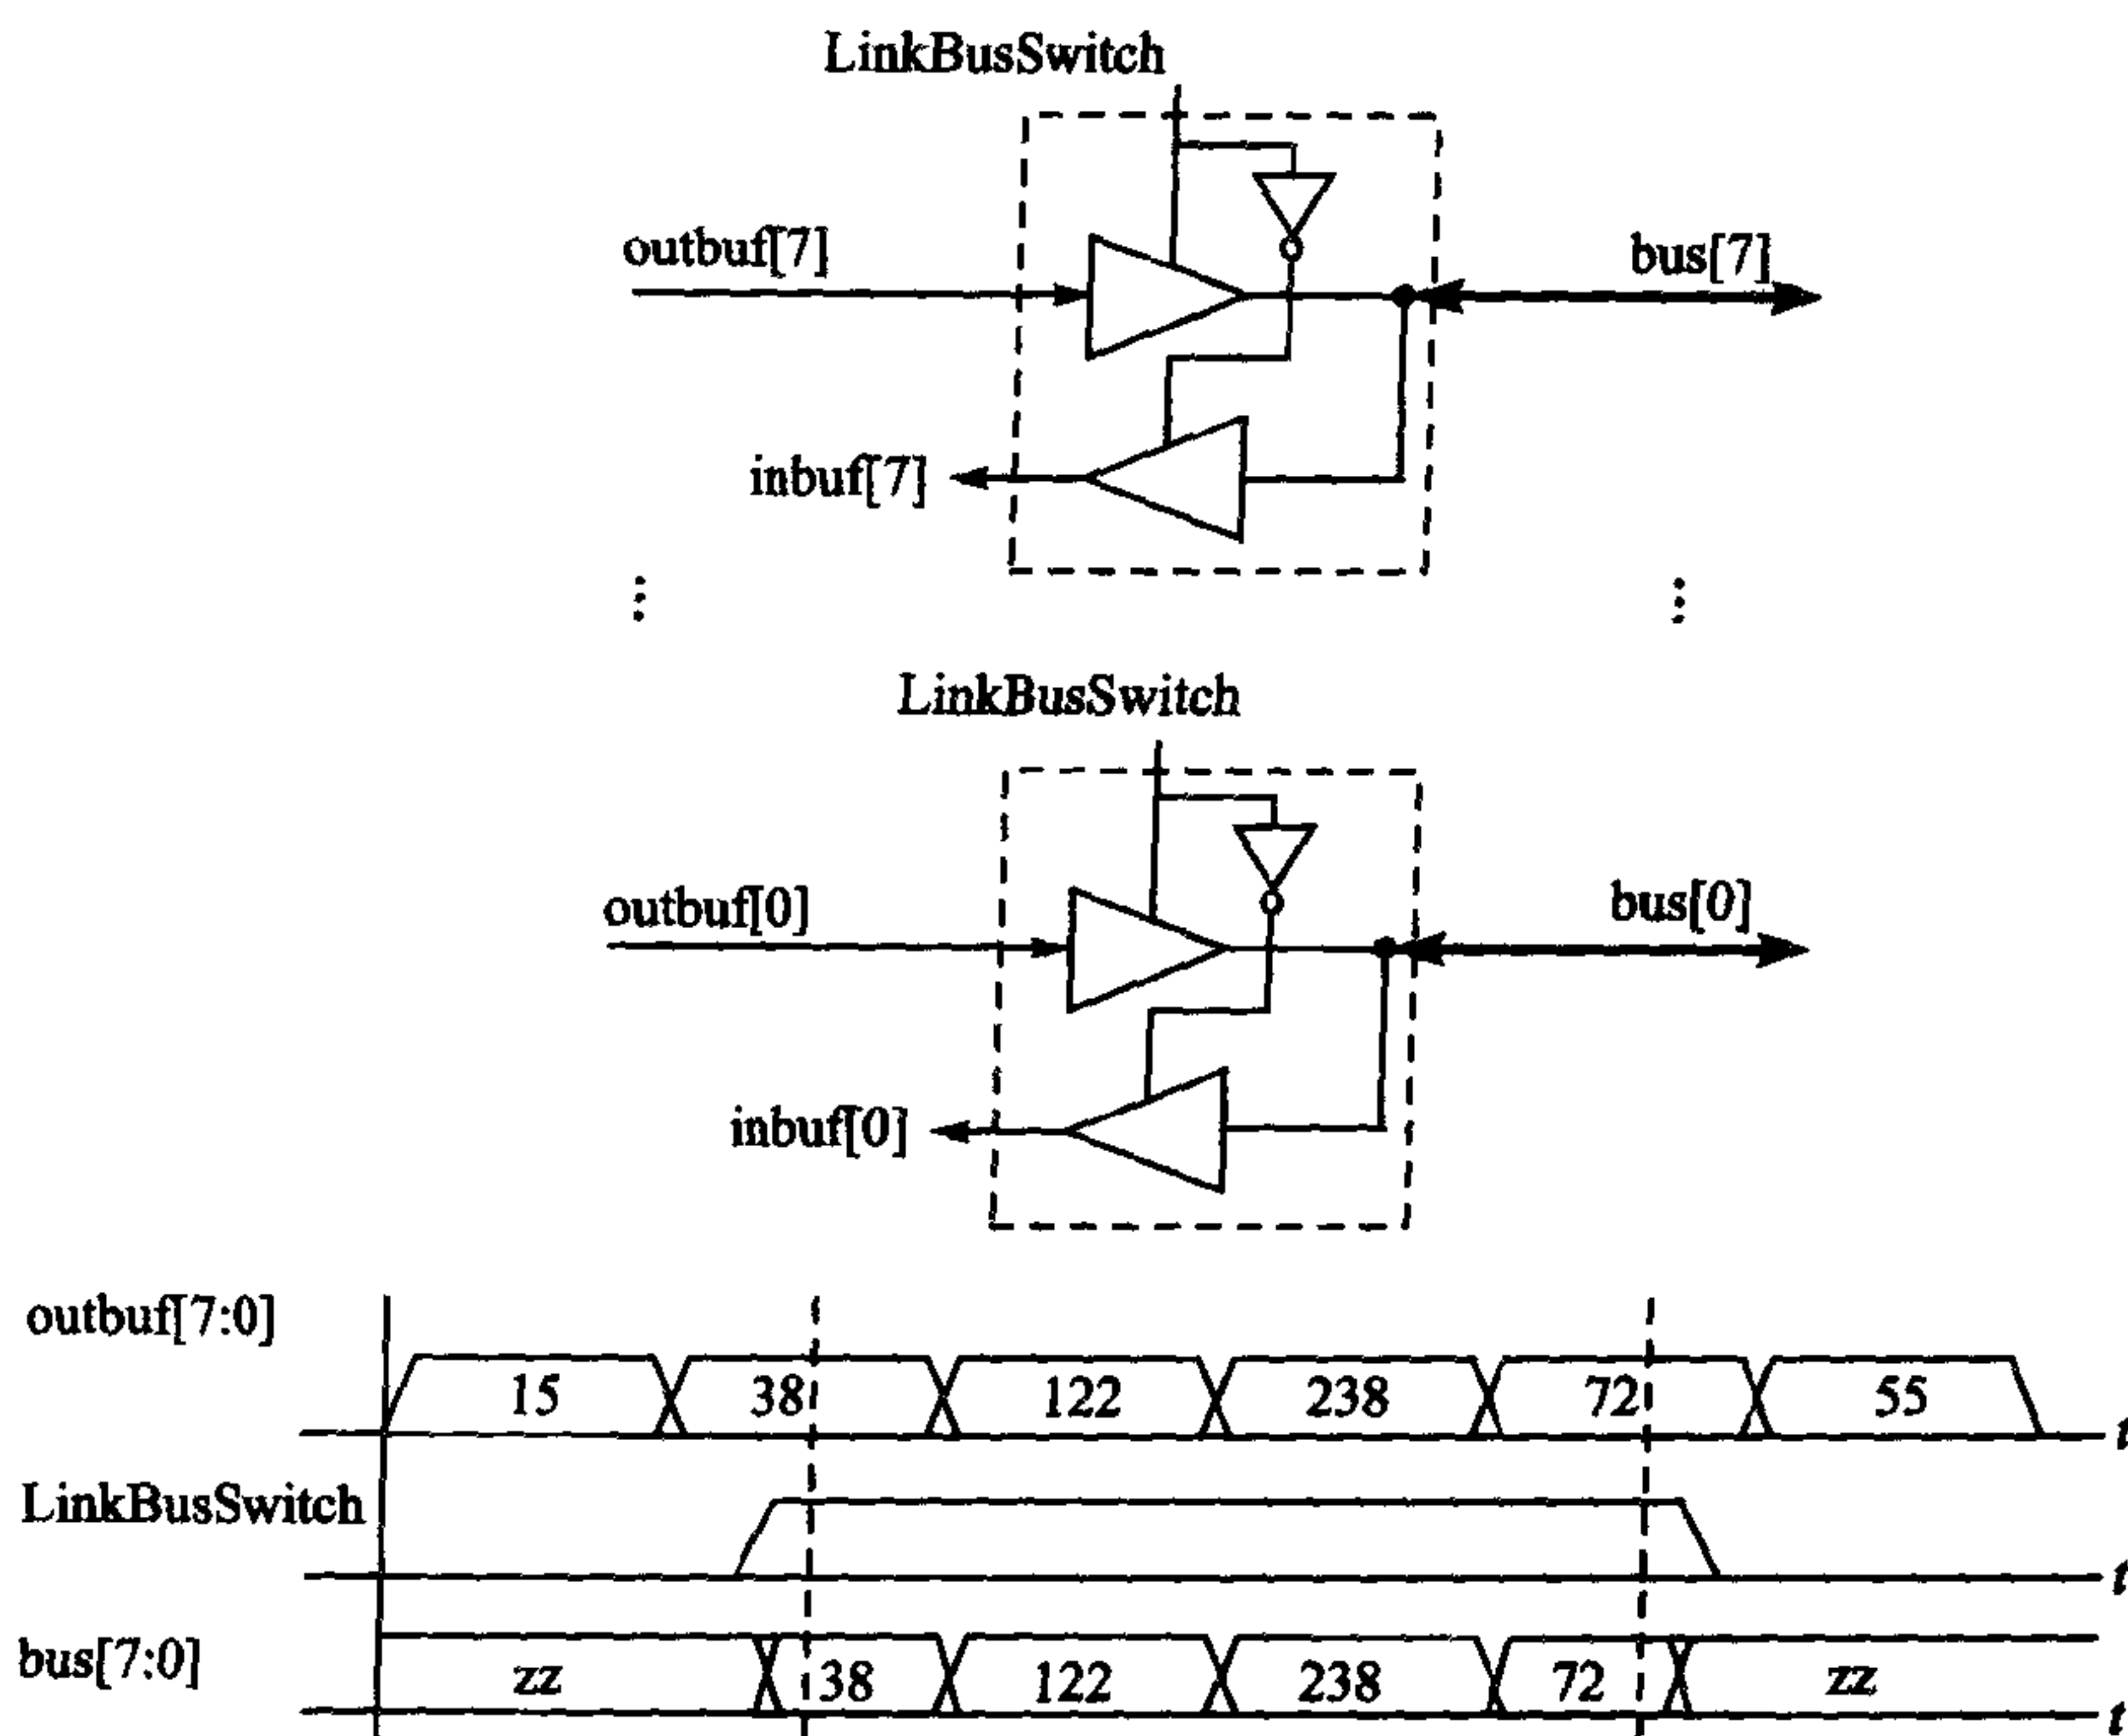 LinkBusSwitch
outbuf[7]
bus[7]
inbuf[7]
⋮ ⋮
LinkBusSwitch
outbuf[0]
bus[0]
inbuf[0]
outbuf[7:0]
15 38 122 238 72 55
t
LinkBusSwitch
t
bus[7:0]
zz 38 122 238 72 zz
t